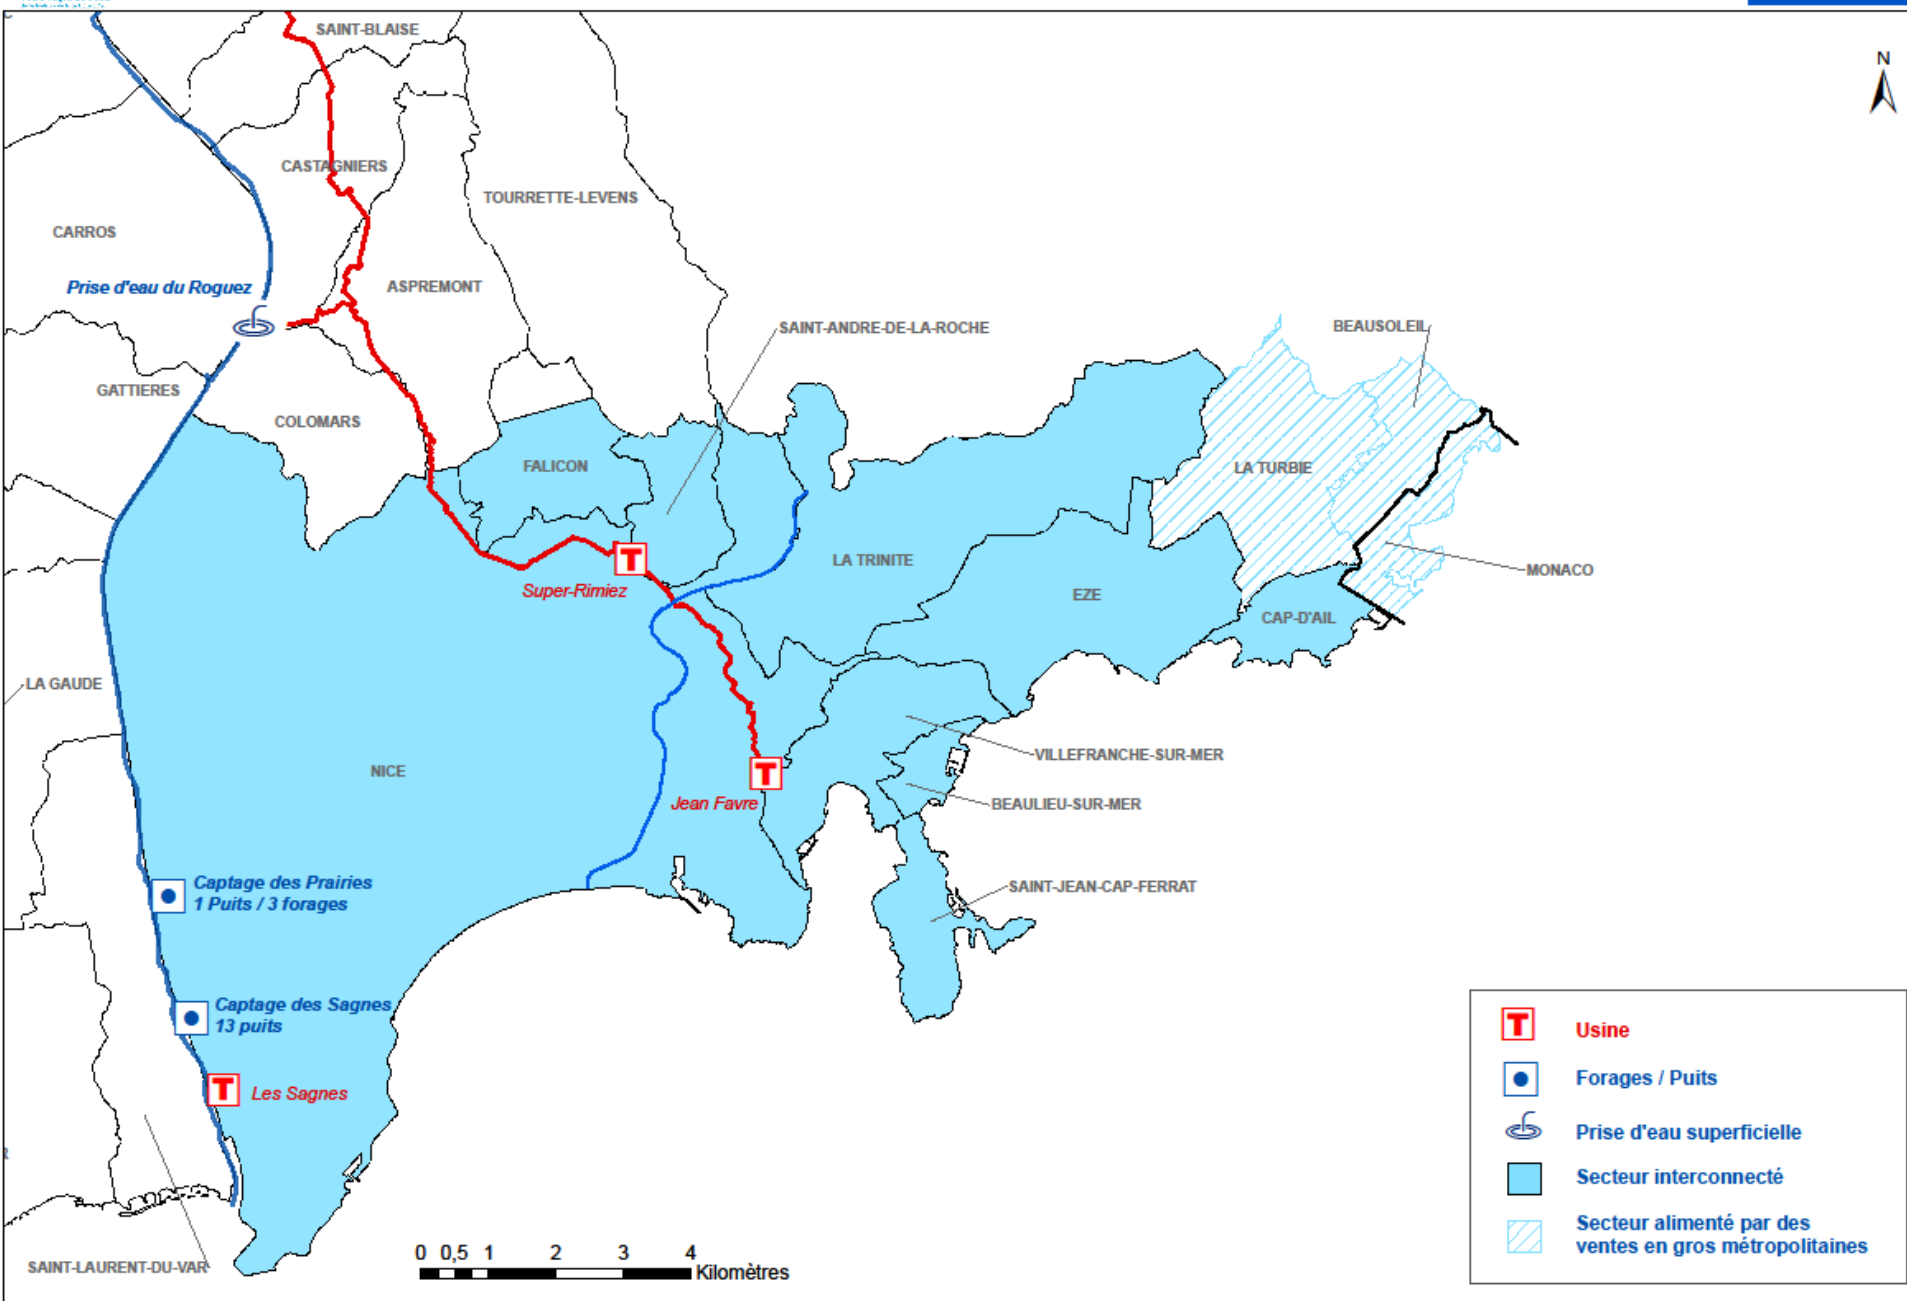 N
SAINT-BLAISE
CASTAGNIERS
TOURRETTE-LEVENS
CARROS
Prise d'eau du Roguez
ASPREMONT
SAINT-ANDRE-DE-LA-ROCHE
BEAUSOLEIL
GATTIERES
COLOMARS
FALICON
LA TURBIE
LA TRINITE
MONACO
Super-Rimiez
EZE
CAP-D'AIL
LA GAUDE
NICE
VILLEFRANCHE-SUR-MER
T
T
T
Jean Favre
BEAULIEU-SUR-MER
Captage des Prairies
1 Puits / 3 forages
SAINT-JEAN-CAP-FERRAT
Captage des Sagnes
13 puits
Les Sagnes
SAINT-LAURENT-DU-VAR
0 0,5 1 2 3 4
Kilomètres
T Usine
Forages / Puits
Prise d'eau superficielle
Secteur interconnecté
Secteur alimenté par des
ventes en gros métropolitaines